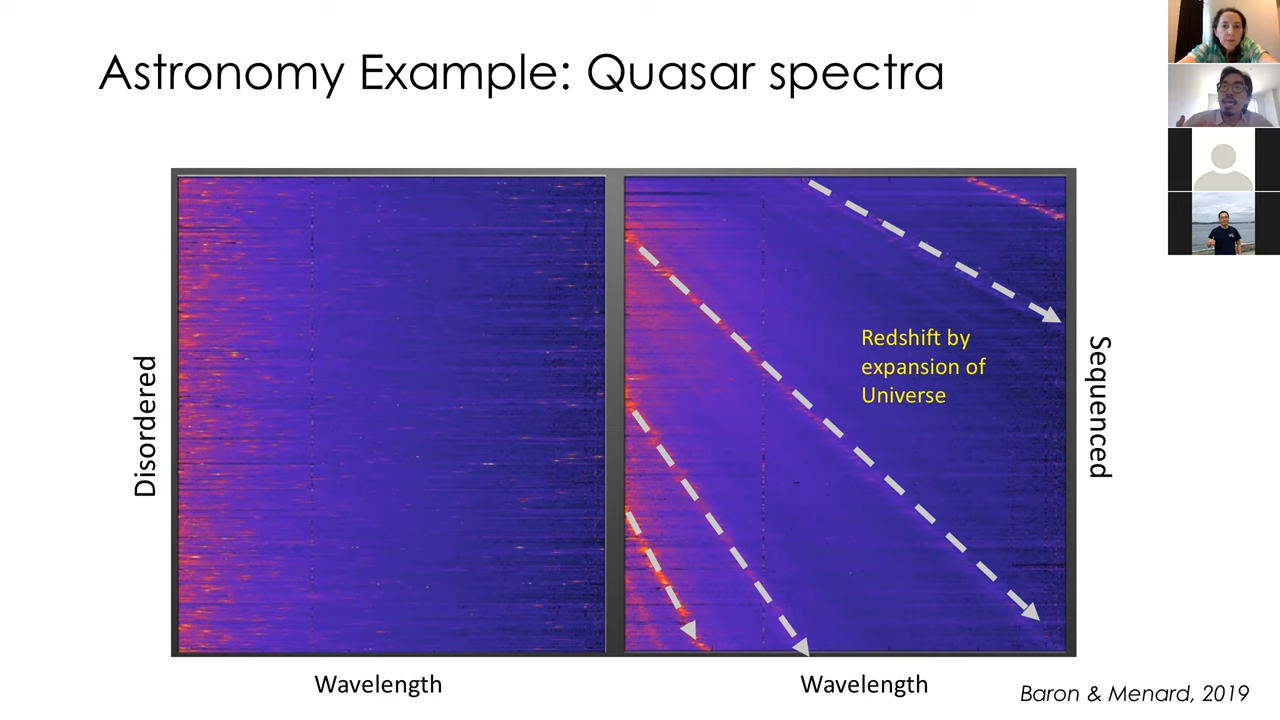 Astronomy Example: Quasar spectra
Disordered
Redshift by
expansion of
Universe
Sequenced
Wavelength
Wavelength
Baron & Menard, 2019